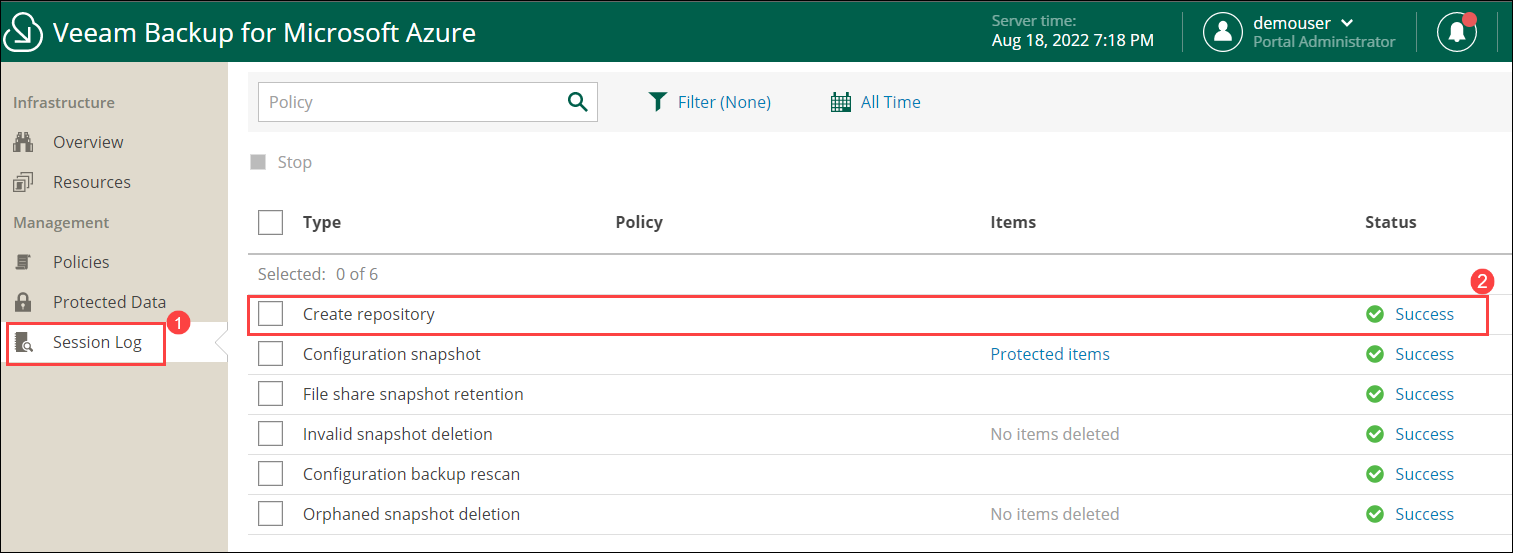 Veeam Backup for Microsoft Azure
Server time:
Aug 18, 2022 7:18 PM
demouser
Portal Administrator
Infrastructure
Overview
Resources
Management
Policies
Protected Data
Session Log
1
Policy
Filter (None)
All Time
Stop
Type Policy Items Status
Selected: 0 of 6
2
Create repository Success
Configuration snapshot Protected items Success
File share snapshot retention Success
Invalid snapshot deletion No items deleted Success
Configuration backup rescan Success
Orphaned snapshot deletion No items deleted Success